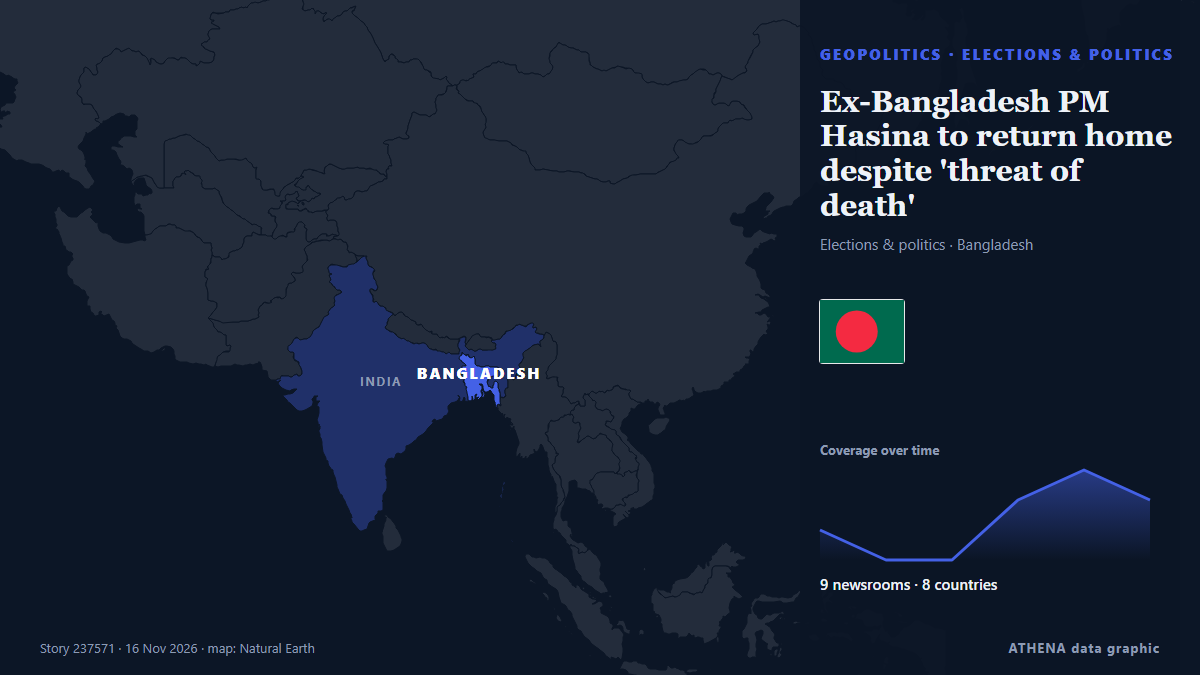 GEOPOLITICS · ELECTIONS & POLITICS
Ex-Bangladesh PM
Hasina to return home
despite 'threat of
death'
Elections & politics · Bangladesh
INDIA
BANGLADESH
Coverage over time
9 newsrooms · 8 countries
Story 237571 · 16 Nov 2026 · map: Natural Earth
ATHENA data graphic